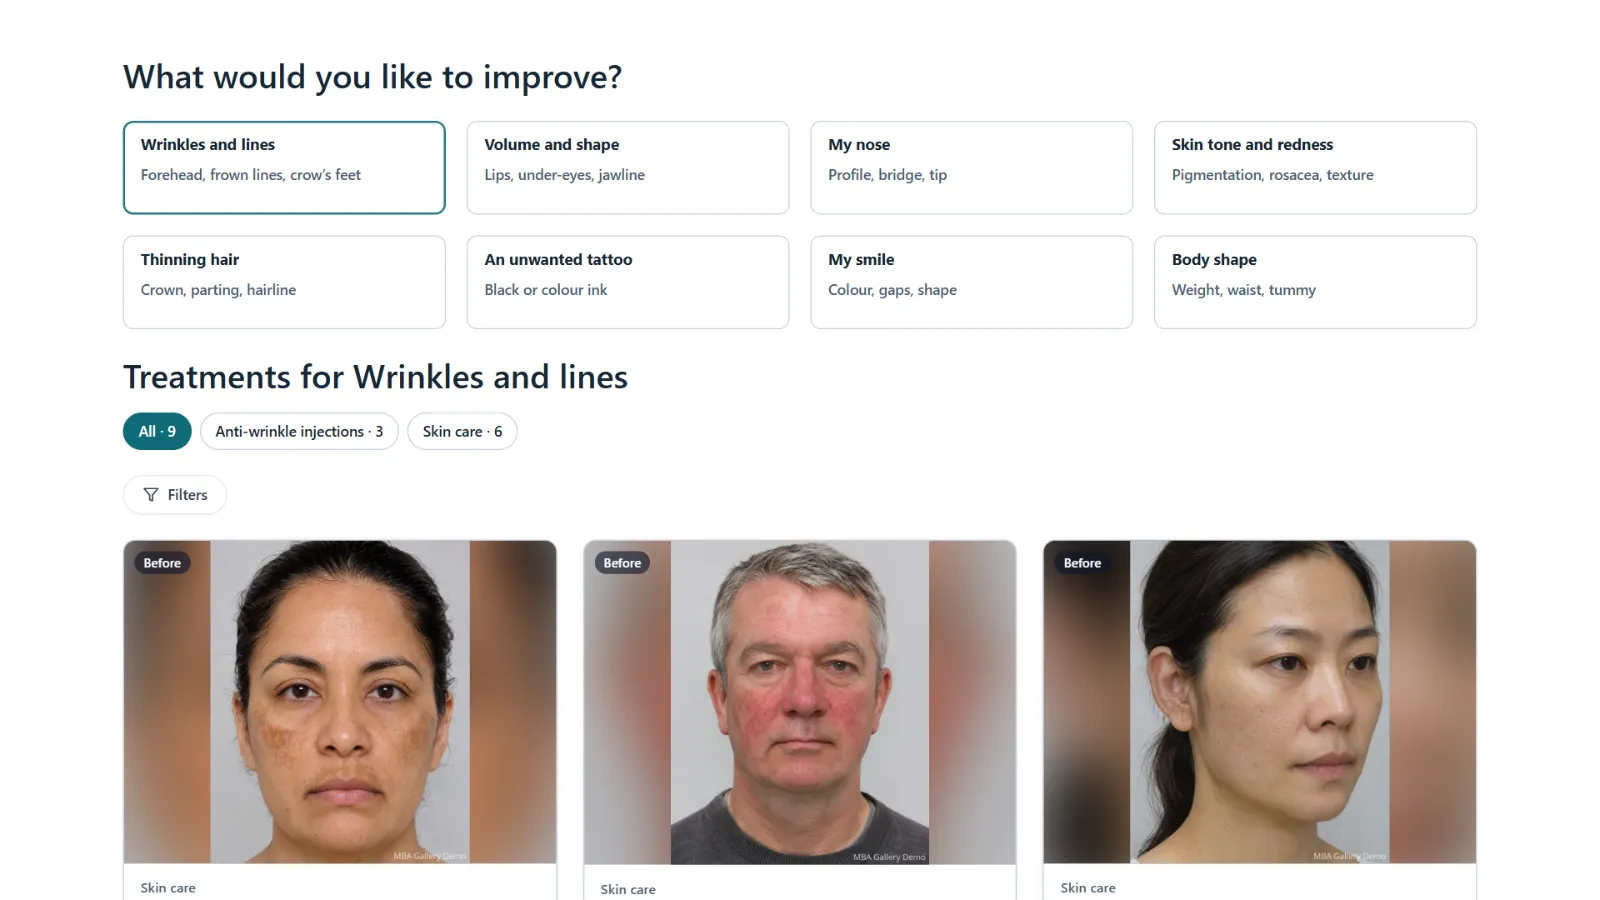 What would you like to improve?
Wrinkles and lines
Forehead, frown lines, crow’s feet
Volume and shape
Lips, under-eyes, jawline
My nose
Profile, bridge, tip
Skin tone and redness
Pigmentation, rosacea, texture
Thinning hair
Crown, parting, hairline
An unwanted tattoo
Black or colour ink
My smile
Colour, gaps, shape
Body shape
Weight, waist, tummy
Treatments for Wrinkles and lines
All · 9
Anti-wrinkle injections · 3
Skin care · 6
Filters
Before
Before
Before
MBA Gallery Demo
MBA Gallery Demo
MBA Gallery Demo
Skin care
Skin care
Skin care